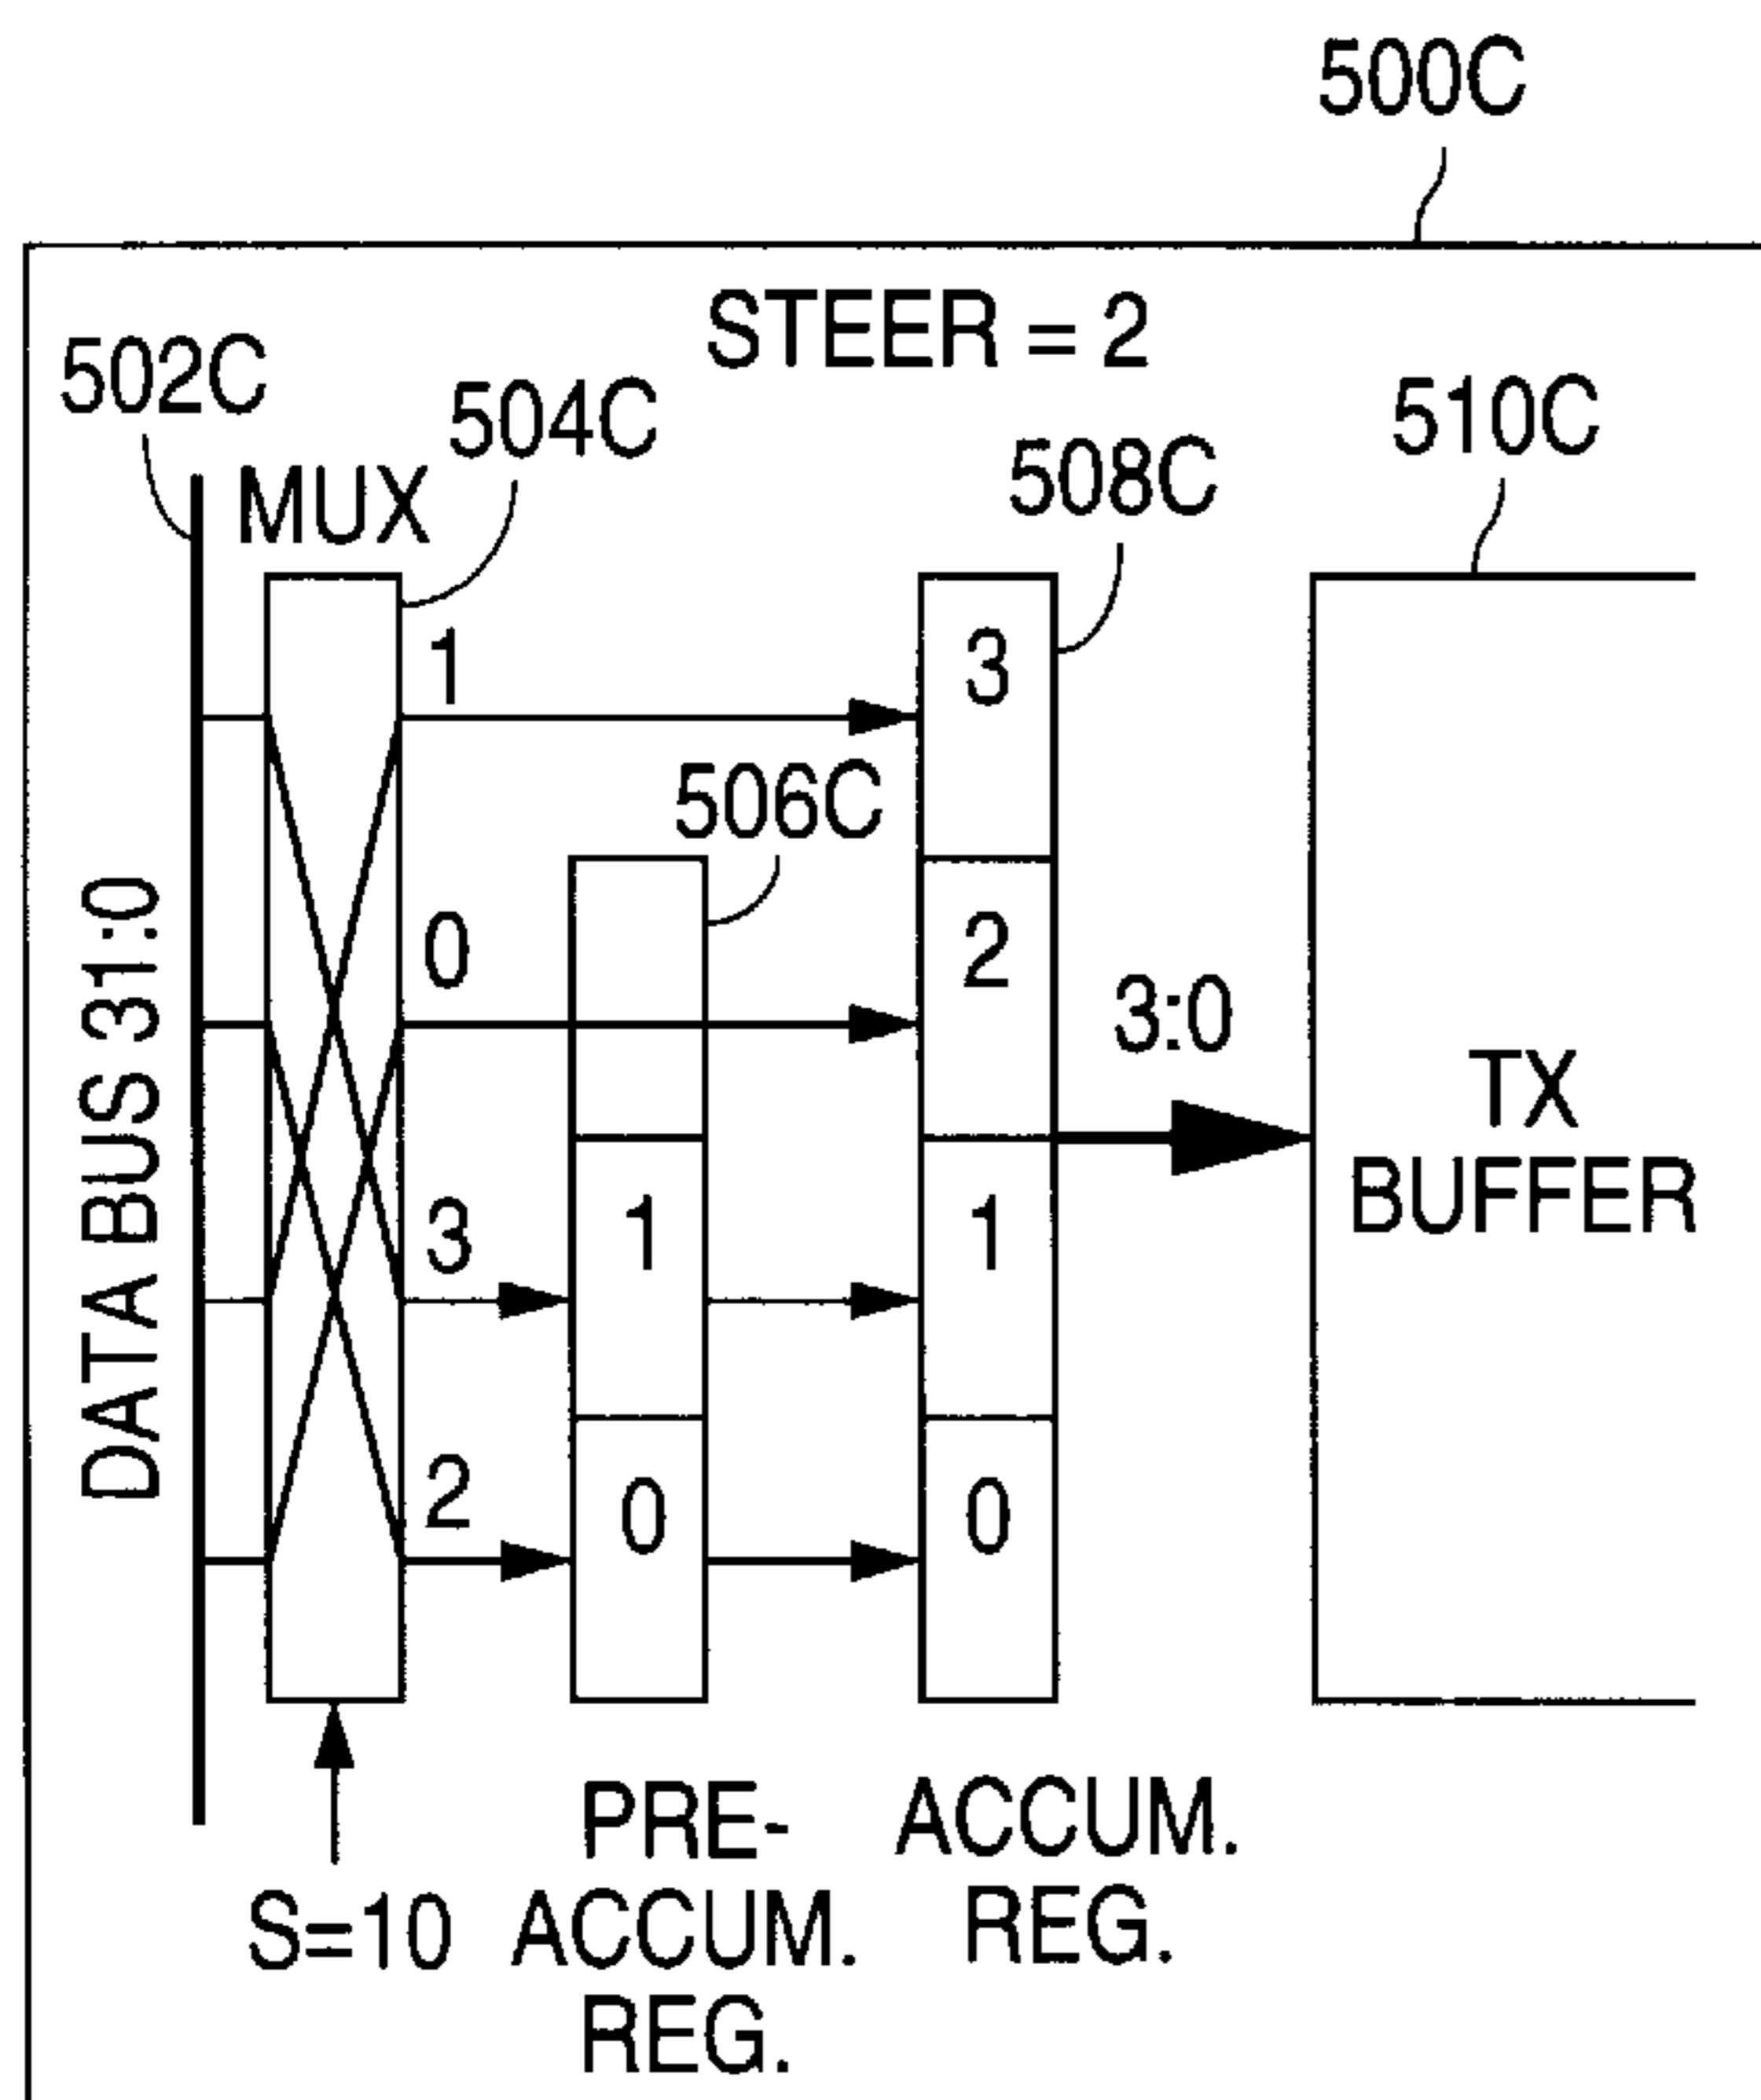 500C
STEER = 2
502C
504C
510C
508C
MUX
1
3
506C
0
2
3:0
DATA BUS 31:0
TX
BUFFER
3
1
1
2
0
0
PRE-
ACCUM.
REG.
ACCUM.
REG.
S=10